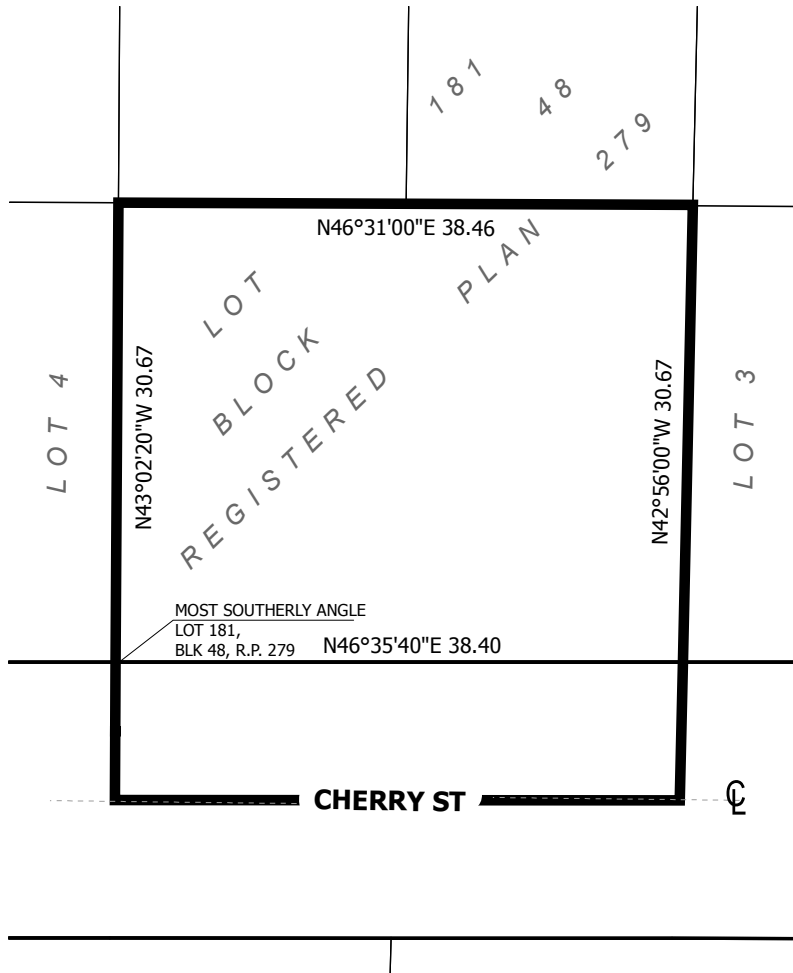 181
48
279
N46°31'00"E 38.46
LOT
PLAN
BLOCK
REGISTERED
LOT 4
N43°02'20"W 30.67
N42°56'00"W 30.67
LOT 3
MOST SOUTHERLY ANGLE
LOT 181,
BLK 48, R.P. 279
N46°35'40"E 38.40
CHERRY ST
℄